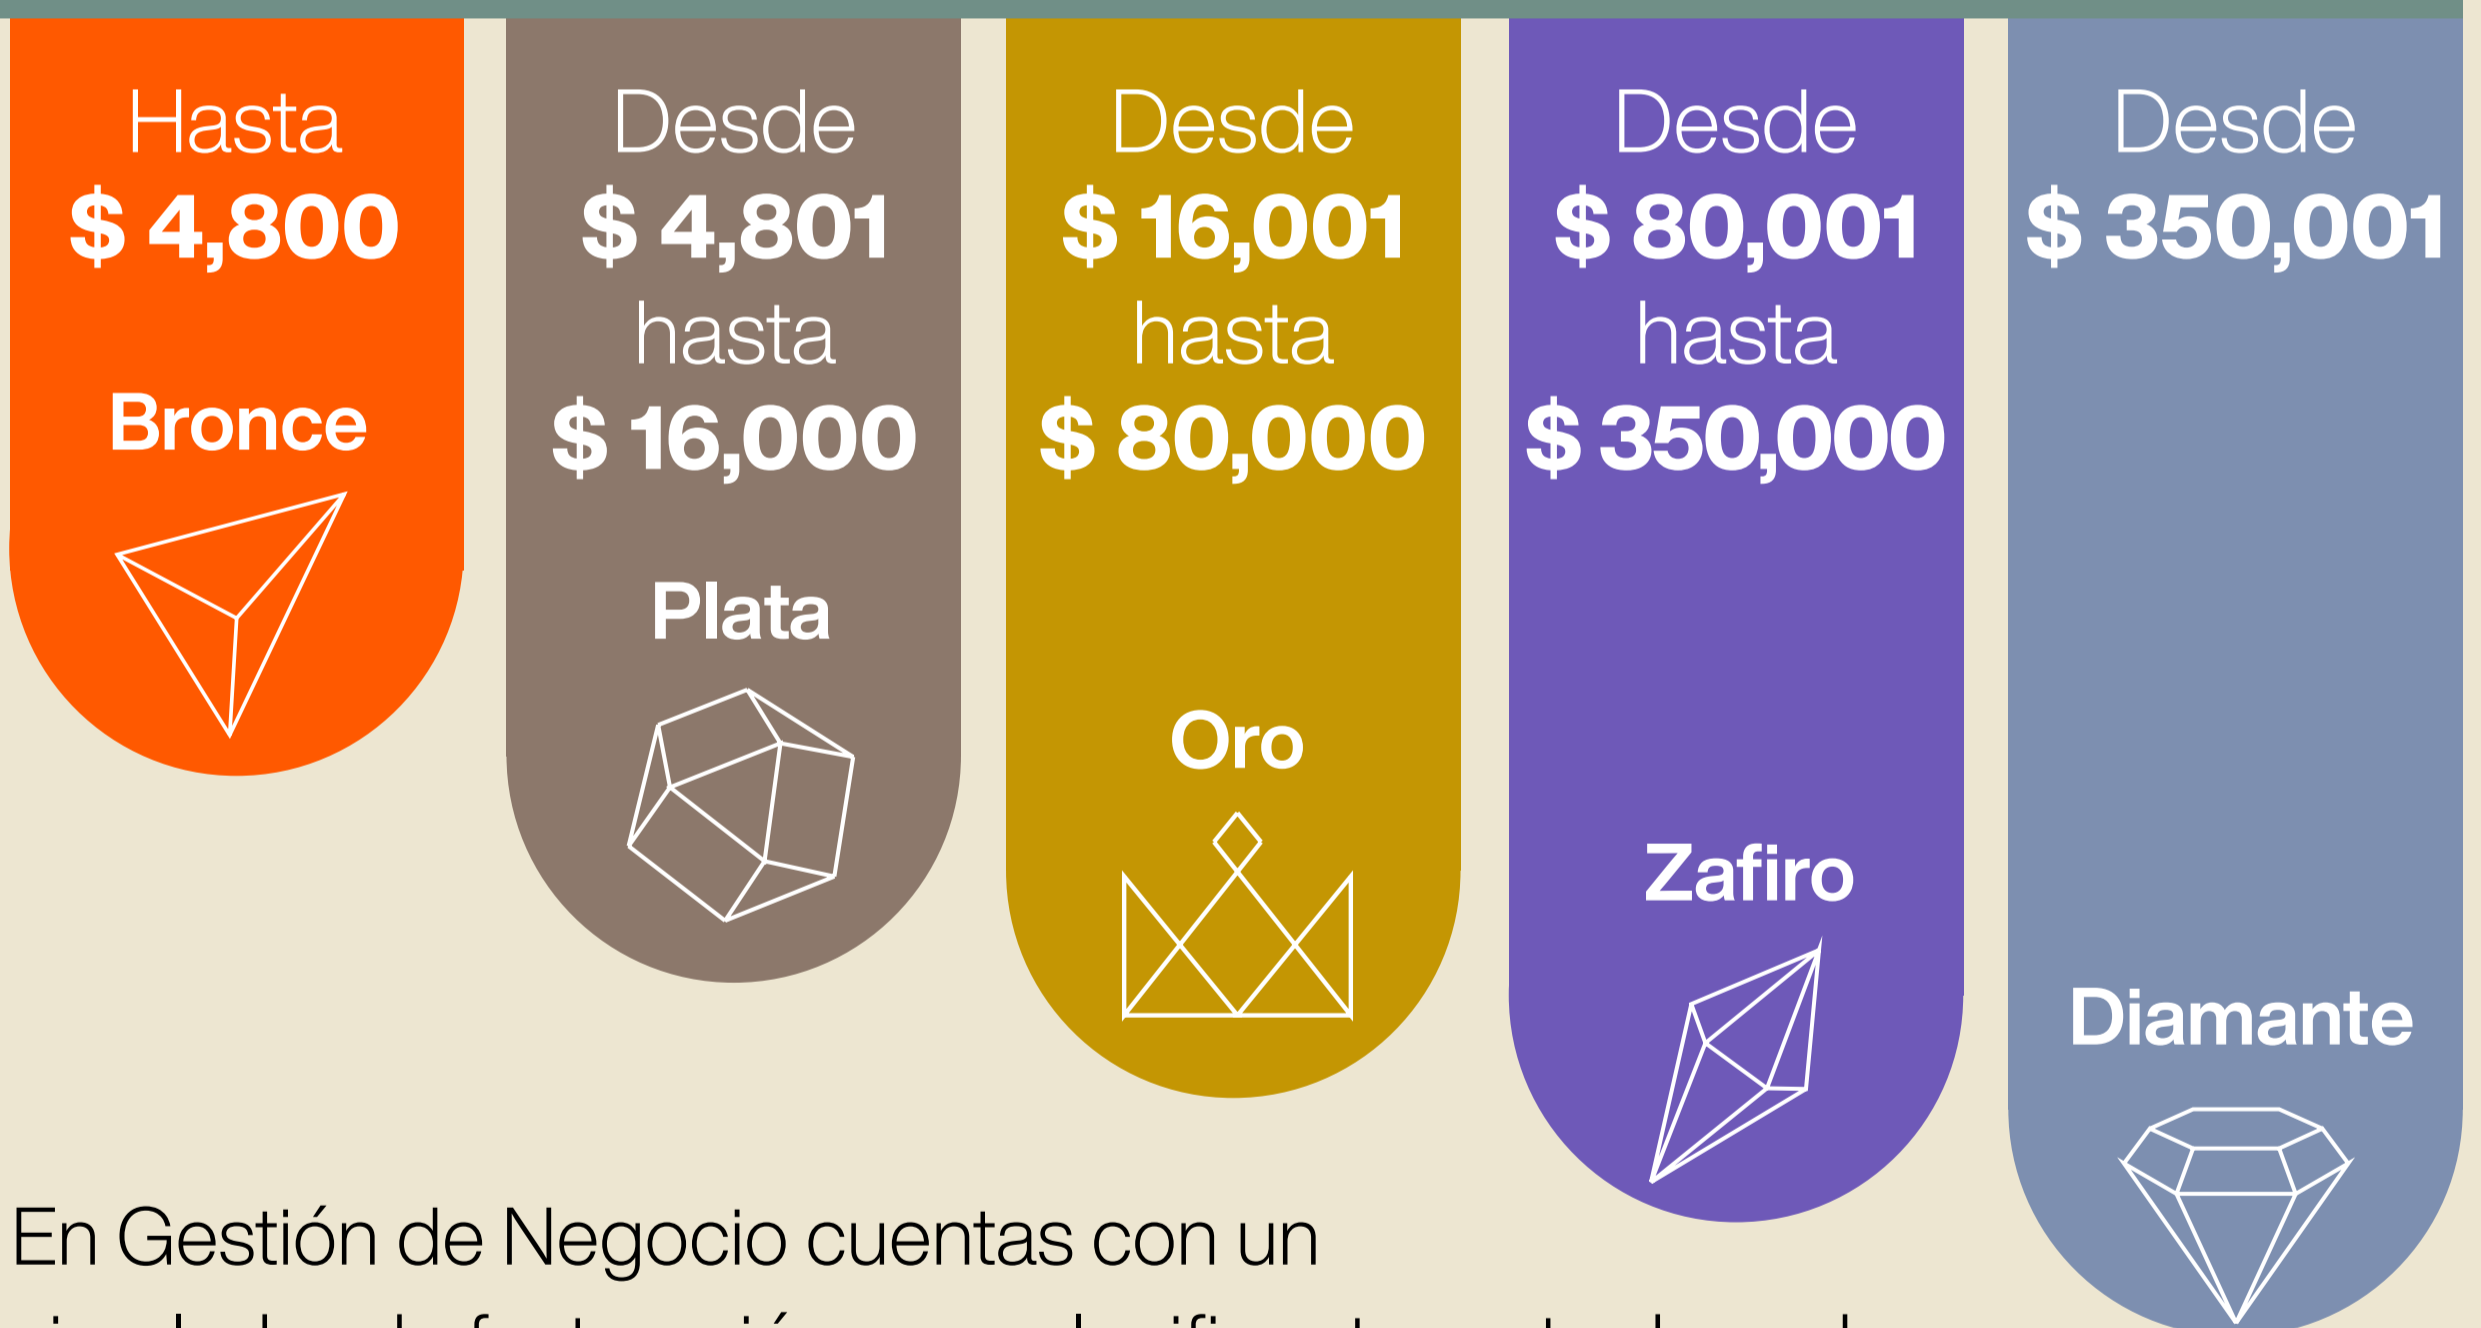 Hasta
$ 4,800
Bronce
Desde
$ 4,801
hasta
$ 16,000
Plata
Desde
$ 16,001
hasta
$ 80,000
Oro
Desde
$ 80,001
hasta
$ 350,000
Zafiro
Desde
$ 350,001
Diamante
En Gestión de Negocio cuentas con un